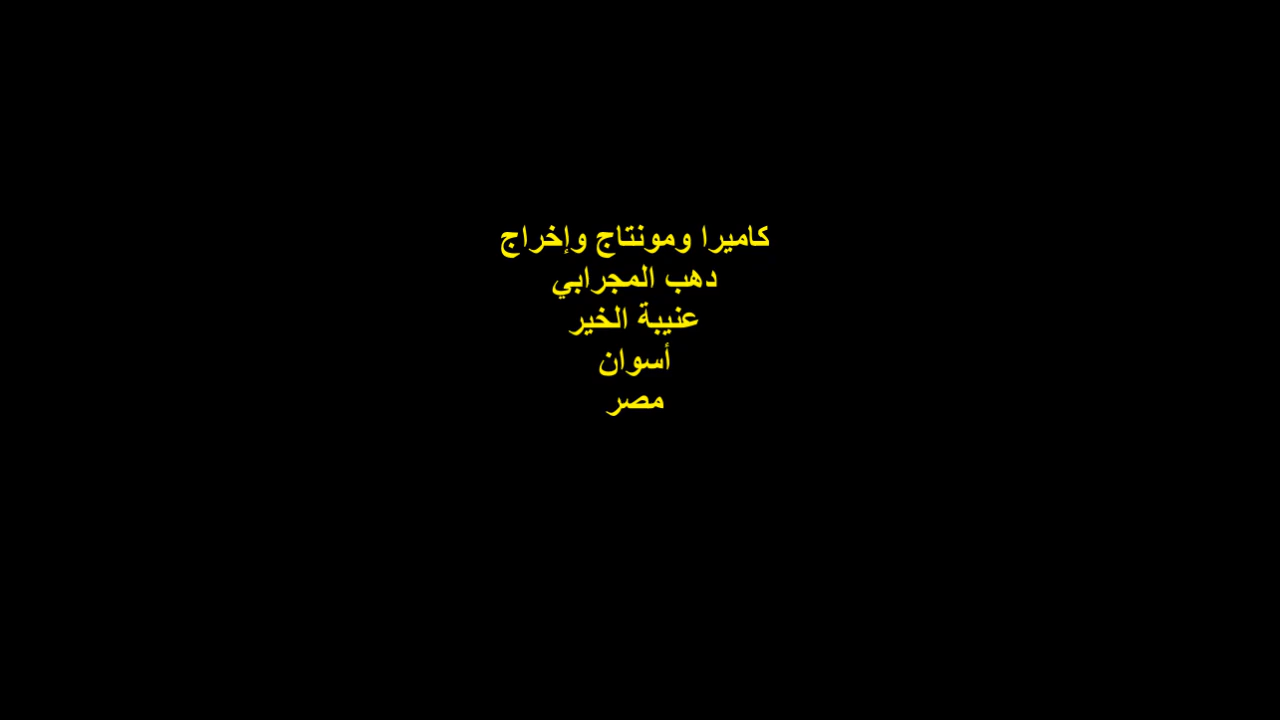 كاميرا ومونتاج وإخراج
دهب المجرابي
عنيبة الخير
أسوان
مصر